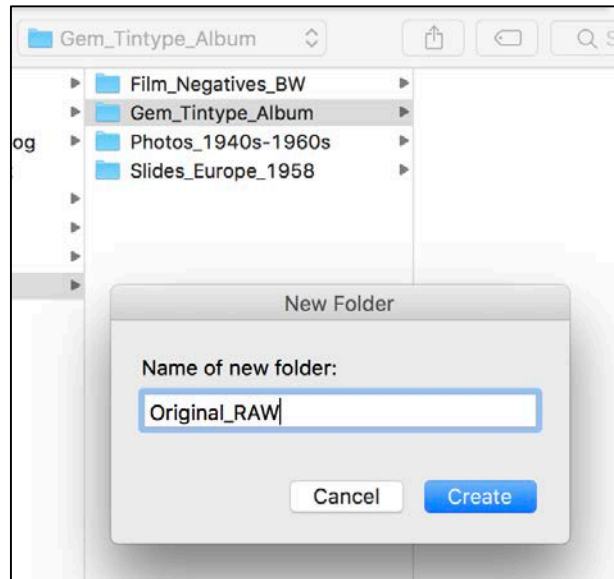 Gem_Tintype_Album
Film_Negatives_BW
Gem_Tintype_Album
og
Photos_1940s-1960s
Slides_Europe_1958
New Folder
Name of new folder:
Original_RAW
Cancel
Create